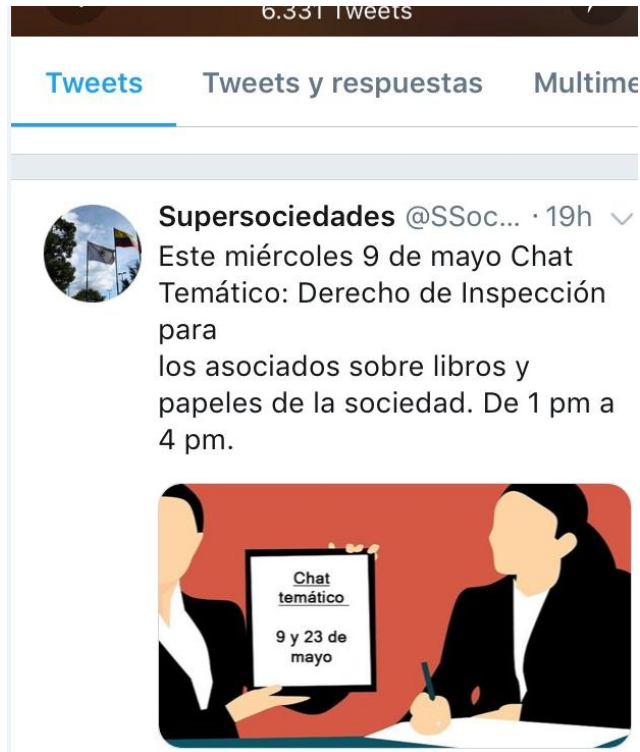 6.331 Tweets
Tweets Tweets y respuestas Multime
Supersociedades @SSoc... · 19h
Este miércoles 9 de mayo Chat
Temático: Derecho de Inspección
para
los asociados sobre libros y
papeles de la sociedad. De 1 pm a
4 pm.
Chat
temático
9 y 23 de
mayo